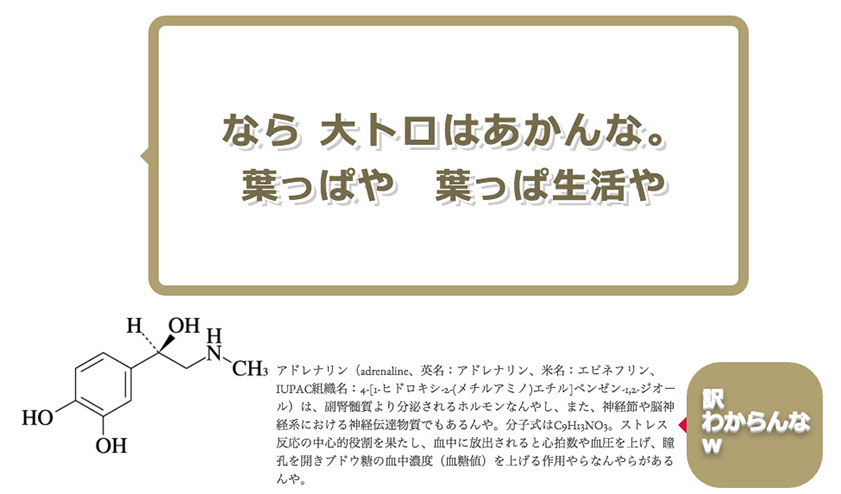 なら 大トロはあかんな。
葉っぱや 葉っぱ生活や
H OH
H
N
CH3
HO
OH
アドレナリン（adrenaline、英名：アドレナリン、米名：エピネフリン、
IUPAC組織名：4-[1-ヒドロキシ-2-(メチルアミノ)エチル]ベンゼン-1,2-ジオー
ル）は、副腎髄質より分泌されるホルモンなんやし、また、神経節や脳神
経系における神経伝達物質でもあるんや。分子式はC9H13NO3。ストレス
反応の中心的役割を果たし、血中に放出されると心拍数や血圧を上げ、瞳
孔を開きブドウ糖の血中濃度（血糖値）を上げる作用やらなんやらがある
んや。
訳
わからんな
w